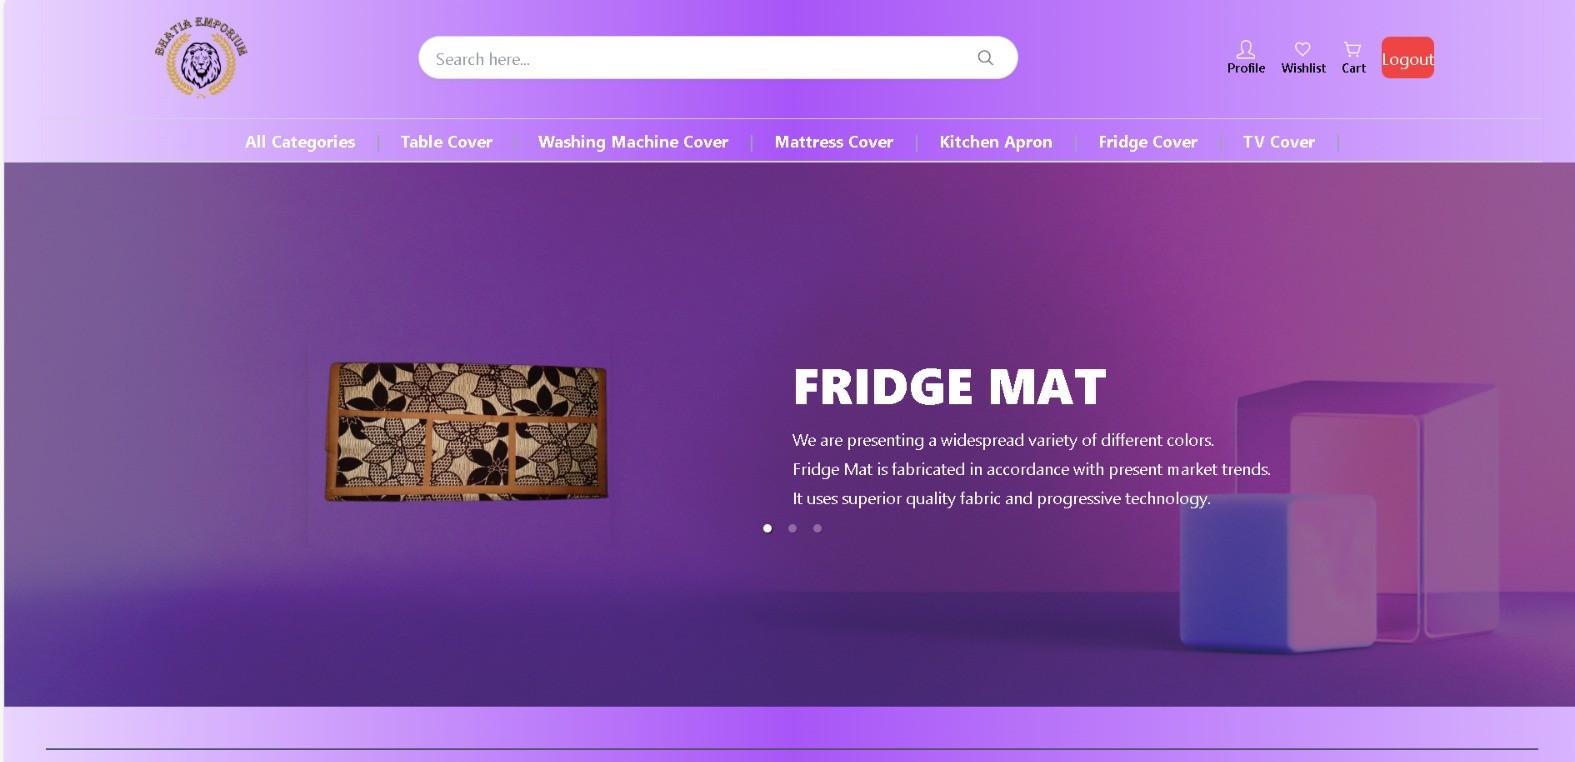 BHATIA EMPORIUM
Search here...
Profile
Wishlist
Cart
Logout
All Categories | Table Cover | Washing Machine Cover | Mattress Cover | Kitchen Apron | Fridge Cover | TV Cover |
FRIDGE MAT
We are presenting a widespread variety of different colors.
Fridge Mat is fabricated in accordance with present market trends.
It uses superior quality fabric and progressive technology.